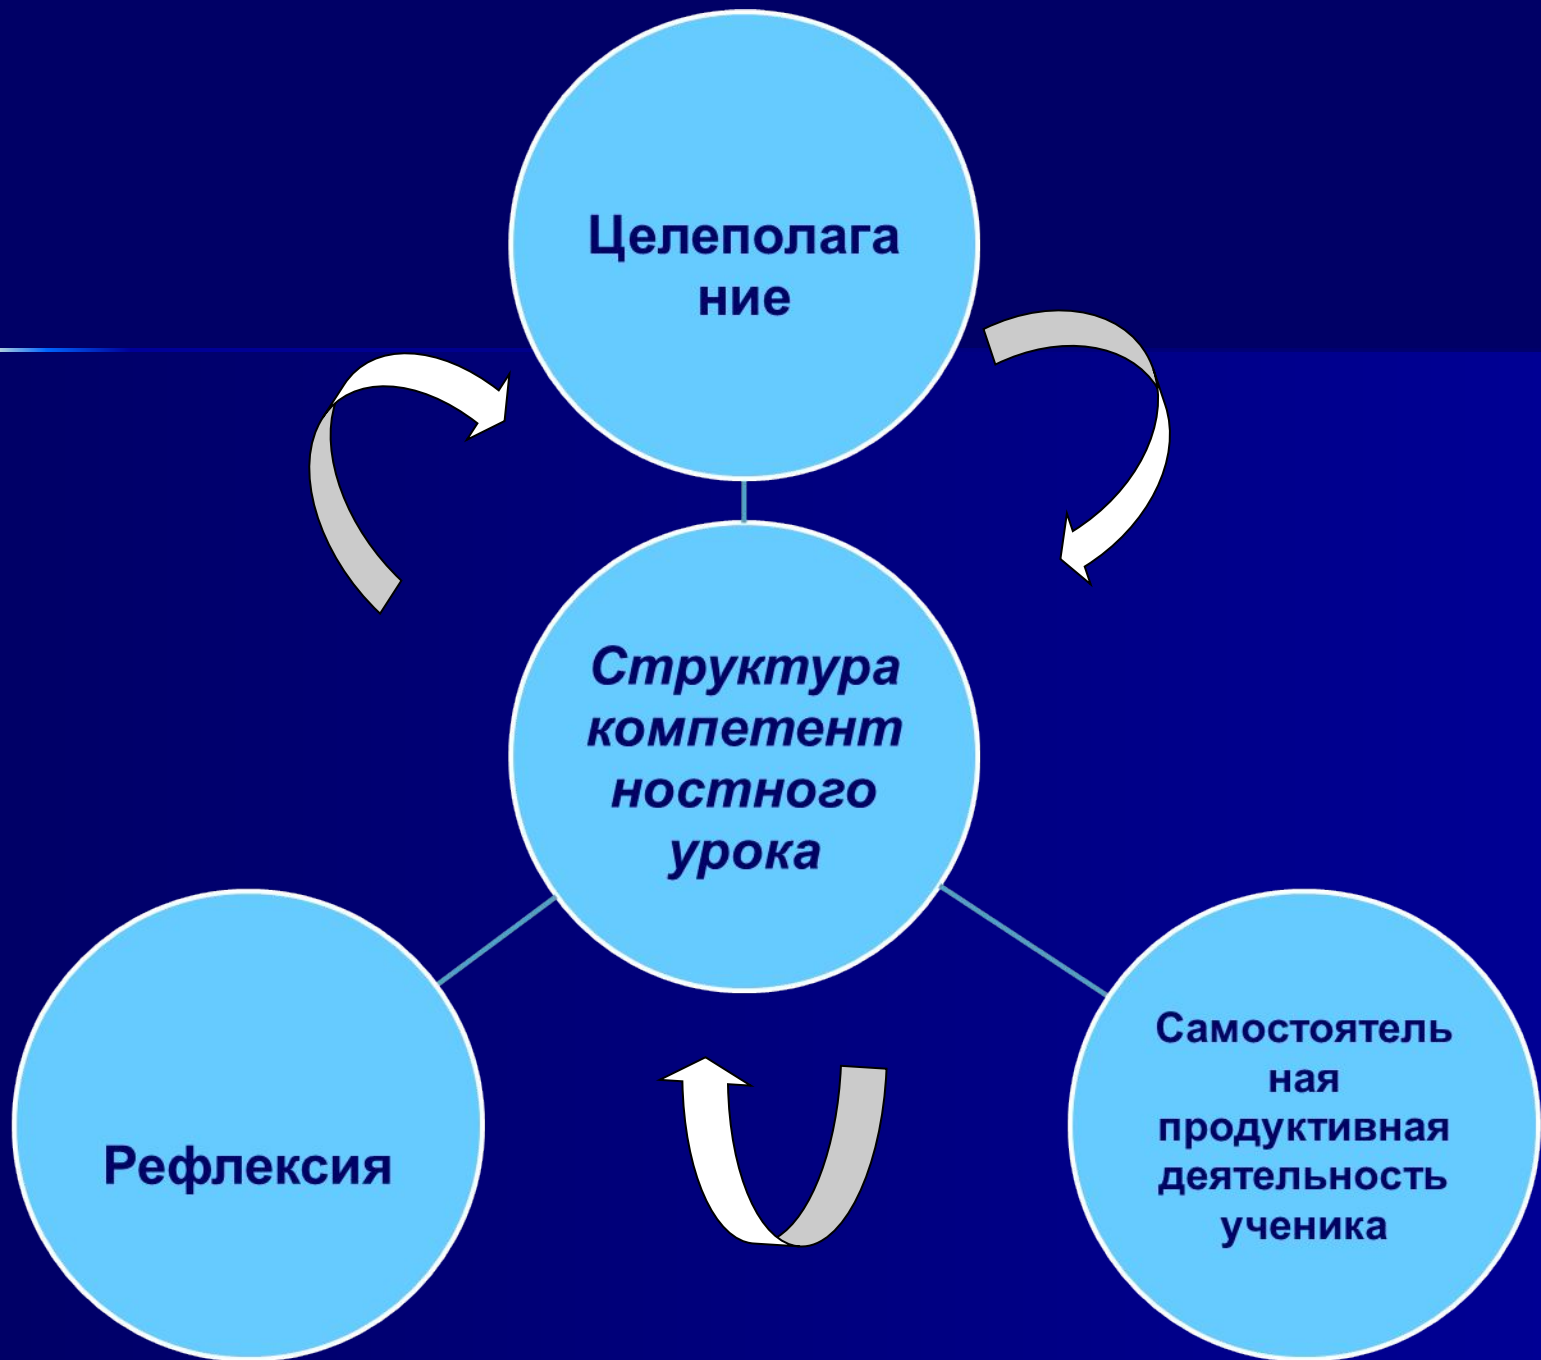 Целеполага
ние
Структура
компетент
ностного
урока
Рефлексия
Самостоятель
ная
продуктивная
деятельность
ученика